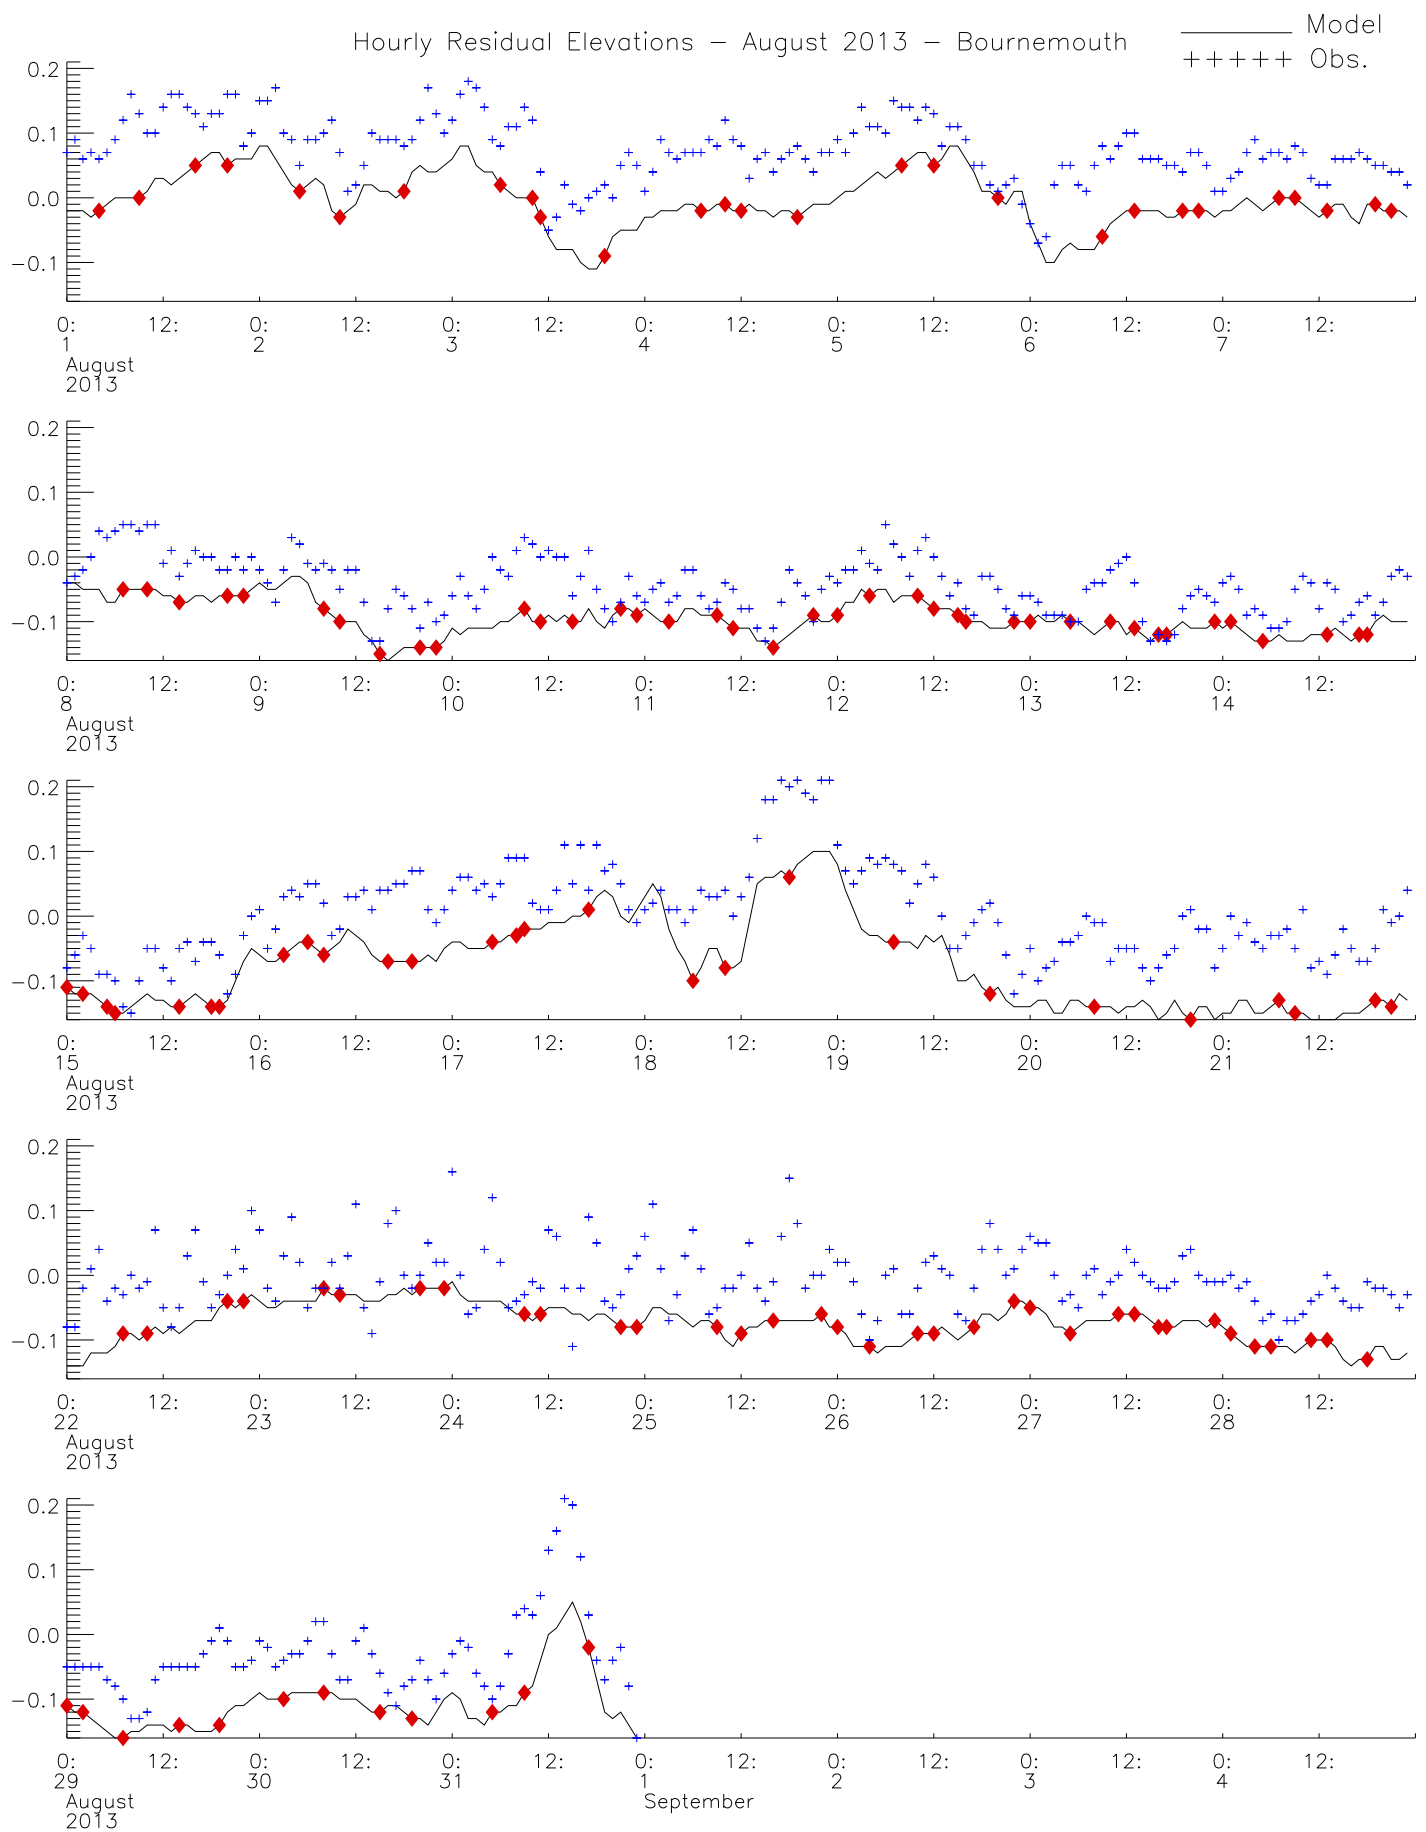 Hourly Residual Elevations – August 2013 – Bournemouth
Model
+++++ Obs.
0.2
0.1
0.0
−0.1
0: 12: 0: 12: 0: 12: 0: 12: 0: 12: 0: 12: 0: 12:
1 2 3 4 5 6 7
August
2013
0.2
0.1
0.0
−0.1
0: 12: 0: 12: 0: 12: 0: 12: 0: 12: 0: 12: 0: 12:
8 9 10 11 12 13 14
August
2013
0.2
0.1
0.0
−0.1
0: 12: 0: 12: 0: 12: 0: 12: 0: 12: 0: 12: 0: 12:
15 16 17 18 19 20 21
August
2013
0.2
0.1
0.0
−0.1
0: 12: 0: 12: 0: 12: 0: 12: 0: 12: 0: 12: 0: 12:
22 23 24 25 26 27 28
August
2013
0.2
0.1
0.0
−0.1
0: 12: 0: 12: 0: 12: 0: 12: 0: 12: 0: 12: 0: 12:
29 30 31 1 2 3 4
August September
2013